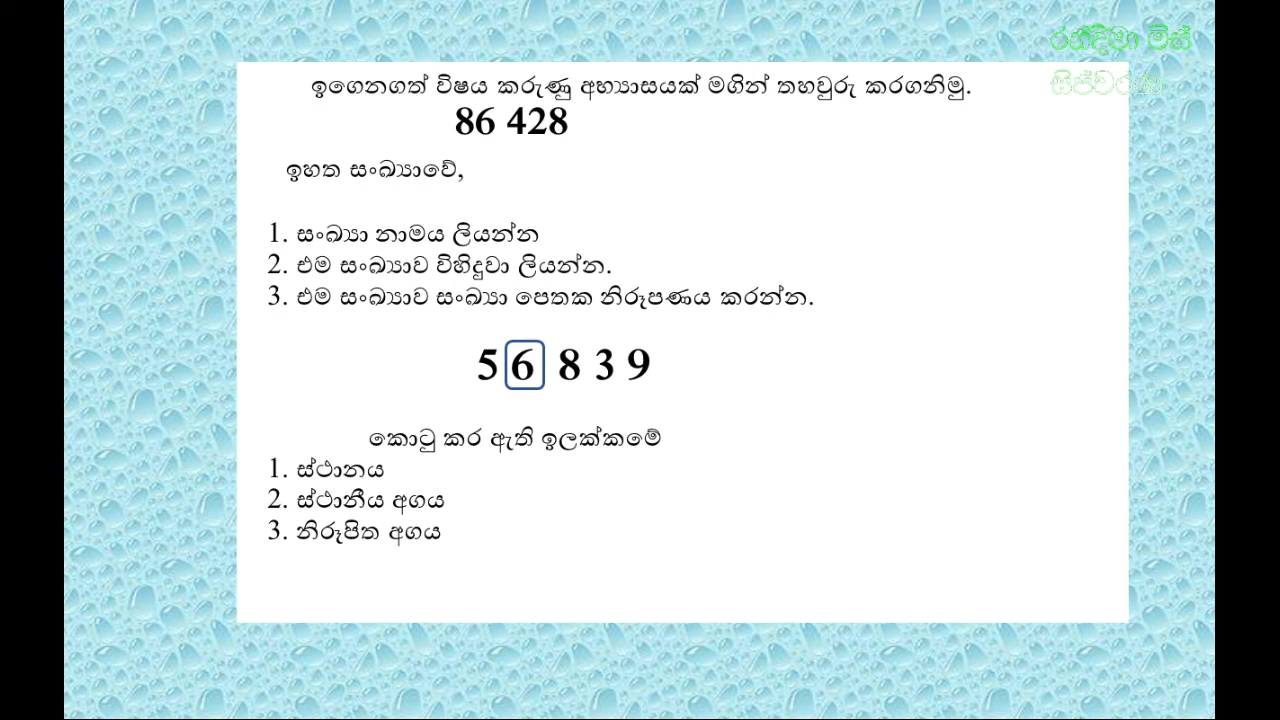 රන්දිමා මිස්
සිප්වරණ
ඉගෙනගත් විෂය කරුණු අභ්‍යාසයක් මගින් තහවුරු කරගනිමු.
86 428
ඉහත සංඛ්‍යාවේ,
1. සංඛ්‍යා නාමය ලියන්න
2. එම සංඛ්‍යාව විහිදුවා ලියන්න.
3. එම සංඛ්‍යාව සංඛ්‍යා පෙතක නිරූපණය කරන්න.
5 6 8 3 9
කොටු කර ඇති ඉලක්කමේ
1. ස්ථානය
2. ස්ථානීය අගය
3. නිරූපිත අගය